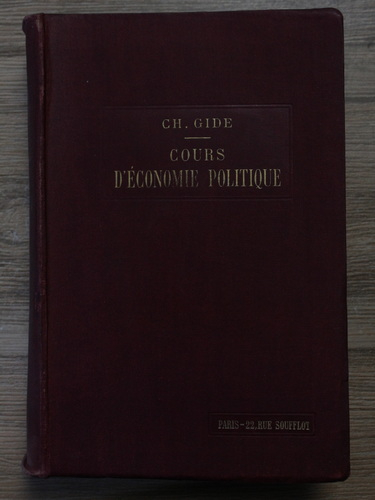 CH. GIDE
COURS
D'ÉCONOMIE POLITIQUE
PARIS-22, RUE SOUFFLOT